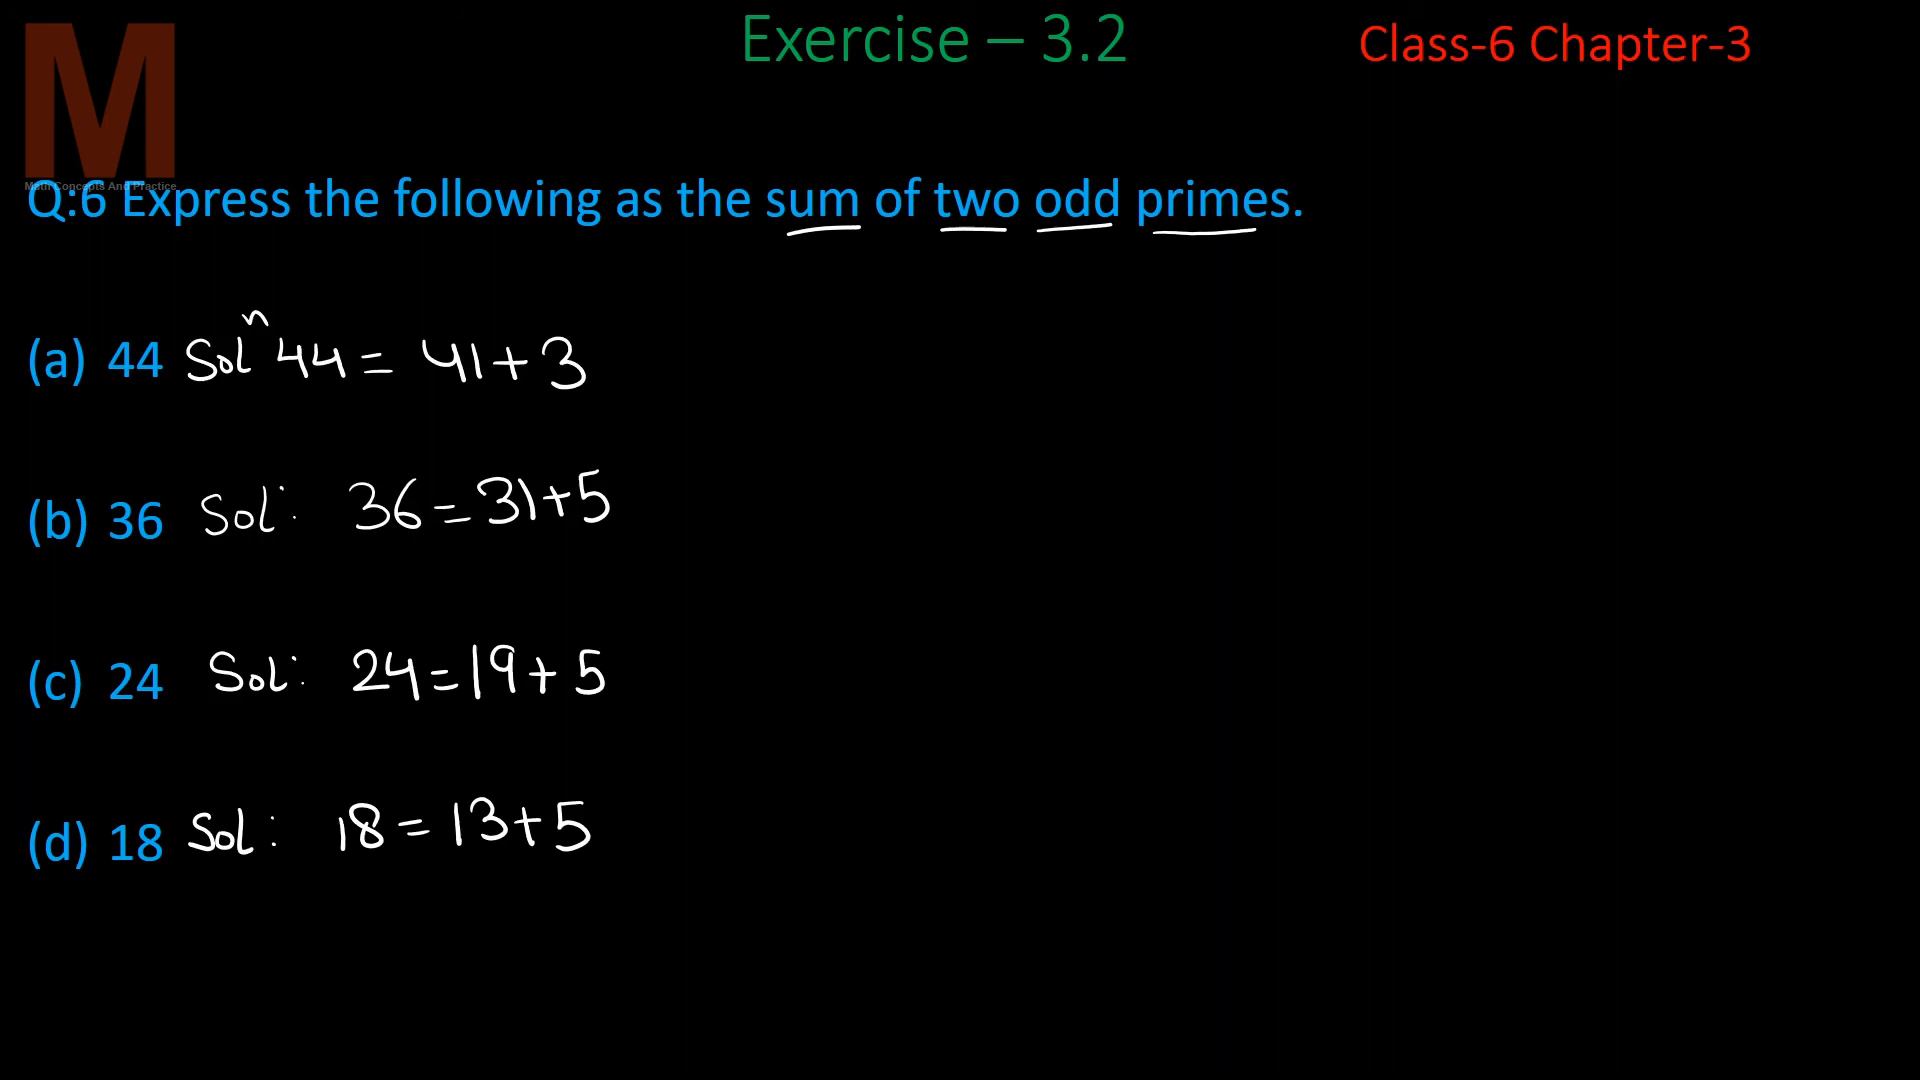 Exercise – 3.2
Class-6 Chapter-3
M
Math Concepts And Practice
Q:6 Express the following as the sum of two odd primes.
(a) 44 Solⁿ 44 = 41 + 3
(b) 36 Sol: 36 = 31 + 5
(c) 24 Sol: 24 = 19 + 5
(d) 18 Sol: 18 = 13 + 5